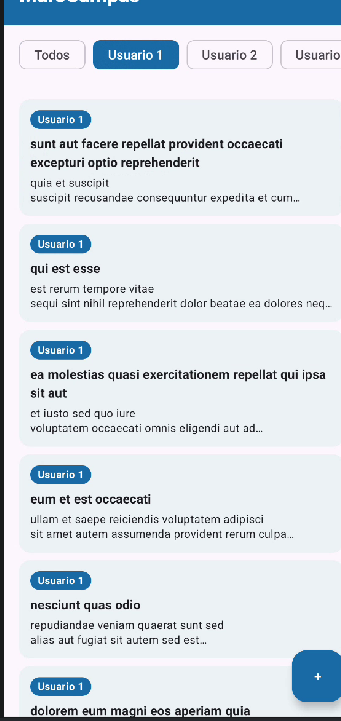 Todos
Usuario 1
Usuario 2
Usuario
Usuario 1
sunt aut facere repellat provident occaecati
excepturi optio reprehenderit
quia et suscipit
suscipit recusandae consequuntur expedita et cum…
Usuario 1
qui est esse
est rerum tempore vitae
sequi sint nihil reprehenderit dolor beatae ea dolores neq…
Usuario 1
ea molestias quasi exercitationem repellat qui ipsa
sit aut
et iusto sed quo iure
voluptatem occaecati omnis eligendi aut ad…
Usuario 1
eum et est occaecati
ullam et saepe reiciendis voluptatem adipisci
sit amet autem assumenda provident rerum culpa…
Usuario 1
nesciunt quas odio
repudiandae veniam quaerat sunt sed
alias aut fugiat sit autem sed est…
Usuario 1
dolorem eum magni eos aperiam quia
+